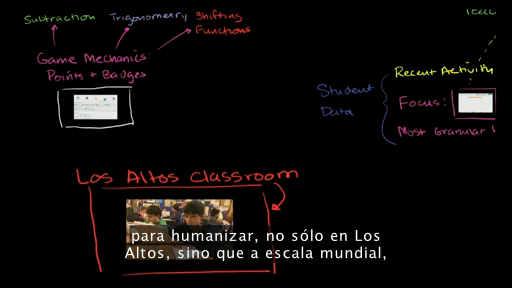 Subtraction
Trigonometry
Shifting
Functions
Game Mechanics:
Points + Badges
Student
Data
Recent Activity
Focus:
Most Granular
Los Altos Classroom
para humanizar, no sólo en Los
Altos, sino que a escala mundial,